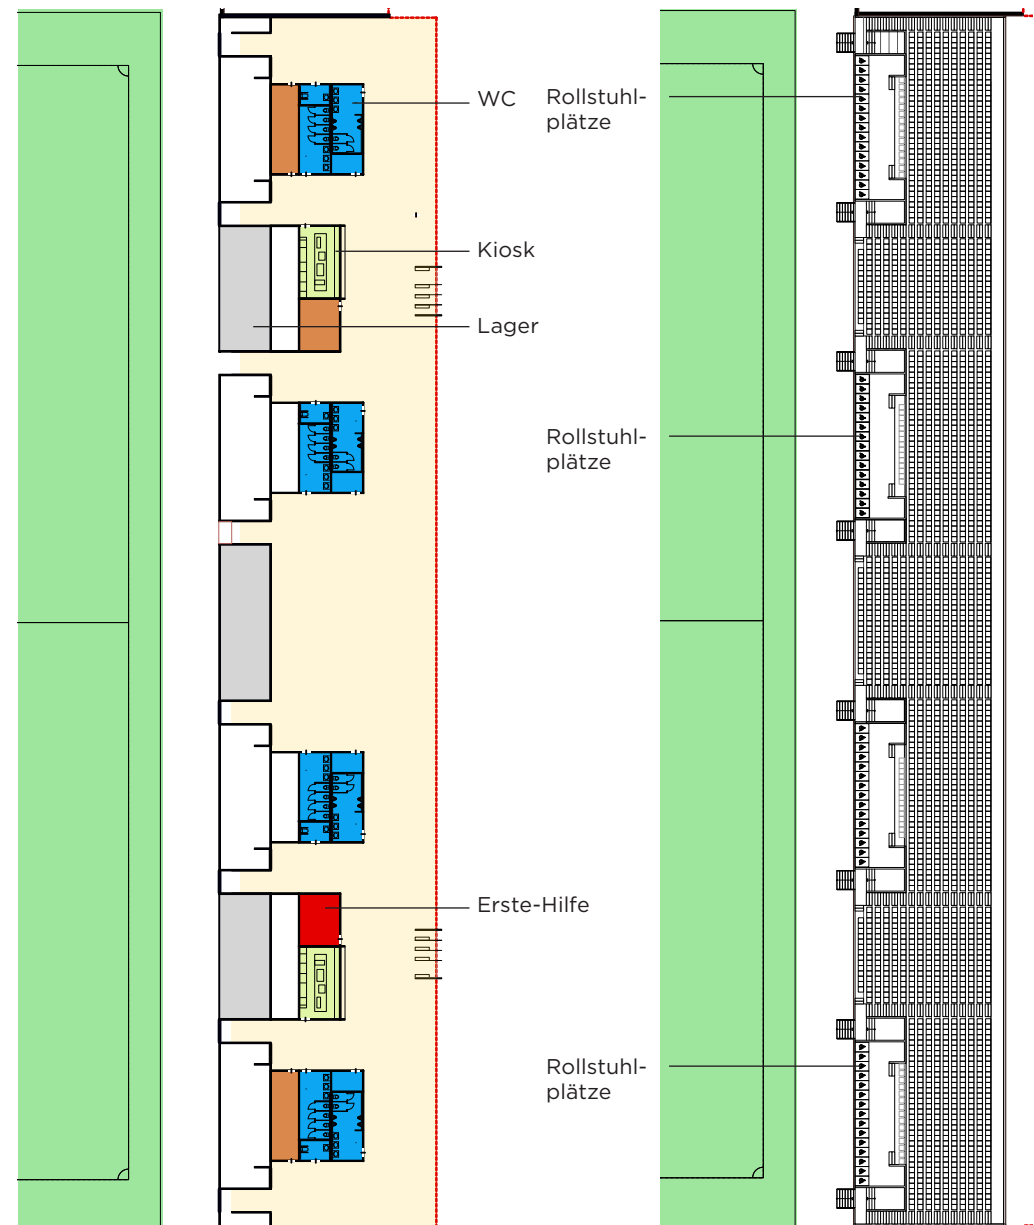 WC
Kiosk
Lager
Erste-Hilfe
Rollstuhl-
plätze
Rollstuhl-
plätze
Rollstuhl-
plätze